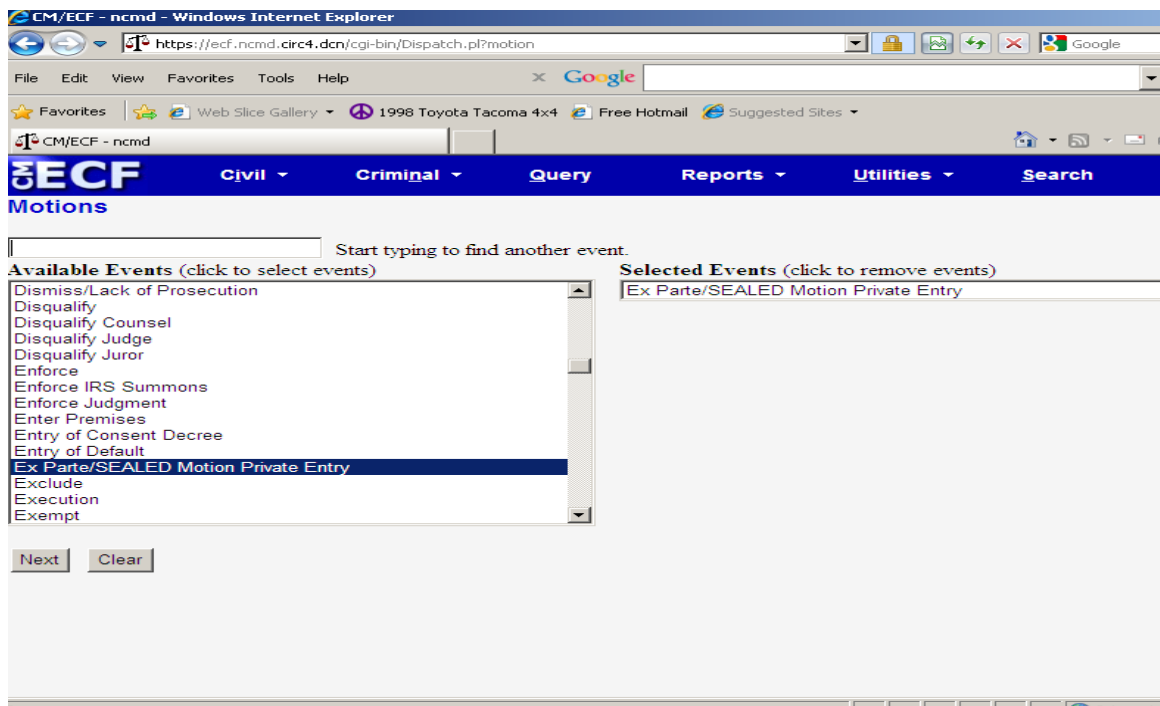 CM/ECF - ncmd - Windows Internet Explorer
https://ecf.ncmd.circ4.dcn/cgi-bin/Dispatch.pl?motion
Google
File Edit View Favorites Tools Help x Google
Favorites Web Slice Gallery 1998 Toyota Tacoma 4x4 Free Hotmail Suggested Sites
CM/ECF - ncmd
CM ECF Civil Criminal Query Reports Utilities Search
Motions
Start typing to find another event.
Available Events (click to select events)
Selected Events (click to remove events)
Dismiss/Lack of Prosecution
Disqualify
Disqualify Counsel
Disqualify Judge
Disqualify Juror
Enforce
Enforce IRS Summons
Enforce Judgment
Enter Premises
Entry of Consent Decree
Entry of Default
Ex Parte/SEALED Motion Private Entry
Exclude
Execution
Exempt
Ex Parte/SEALED Motion Private Entry
Next Clear